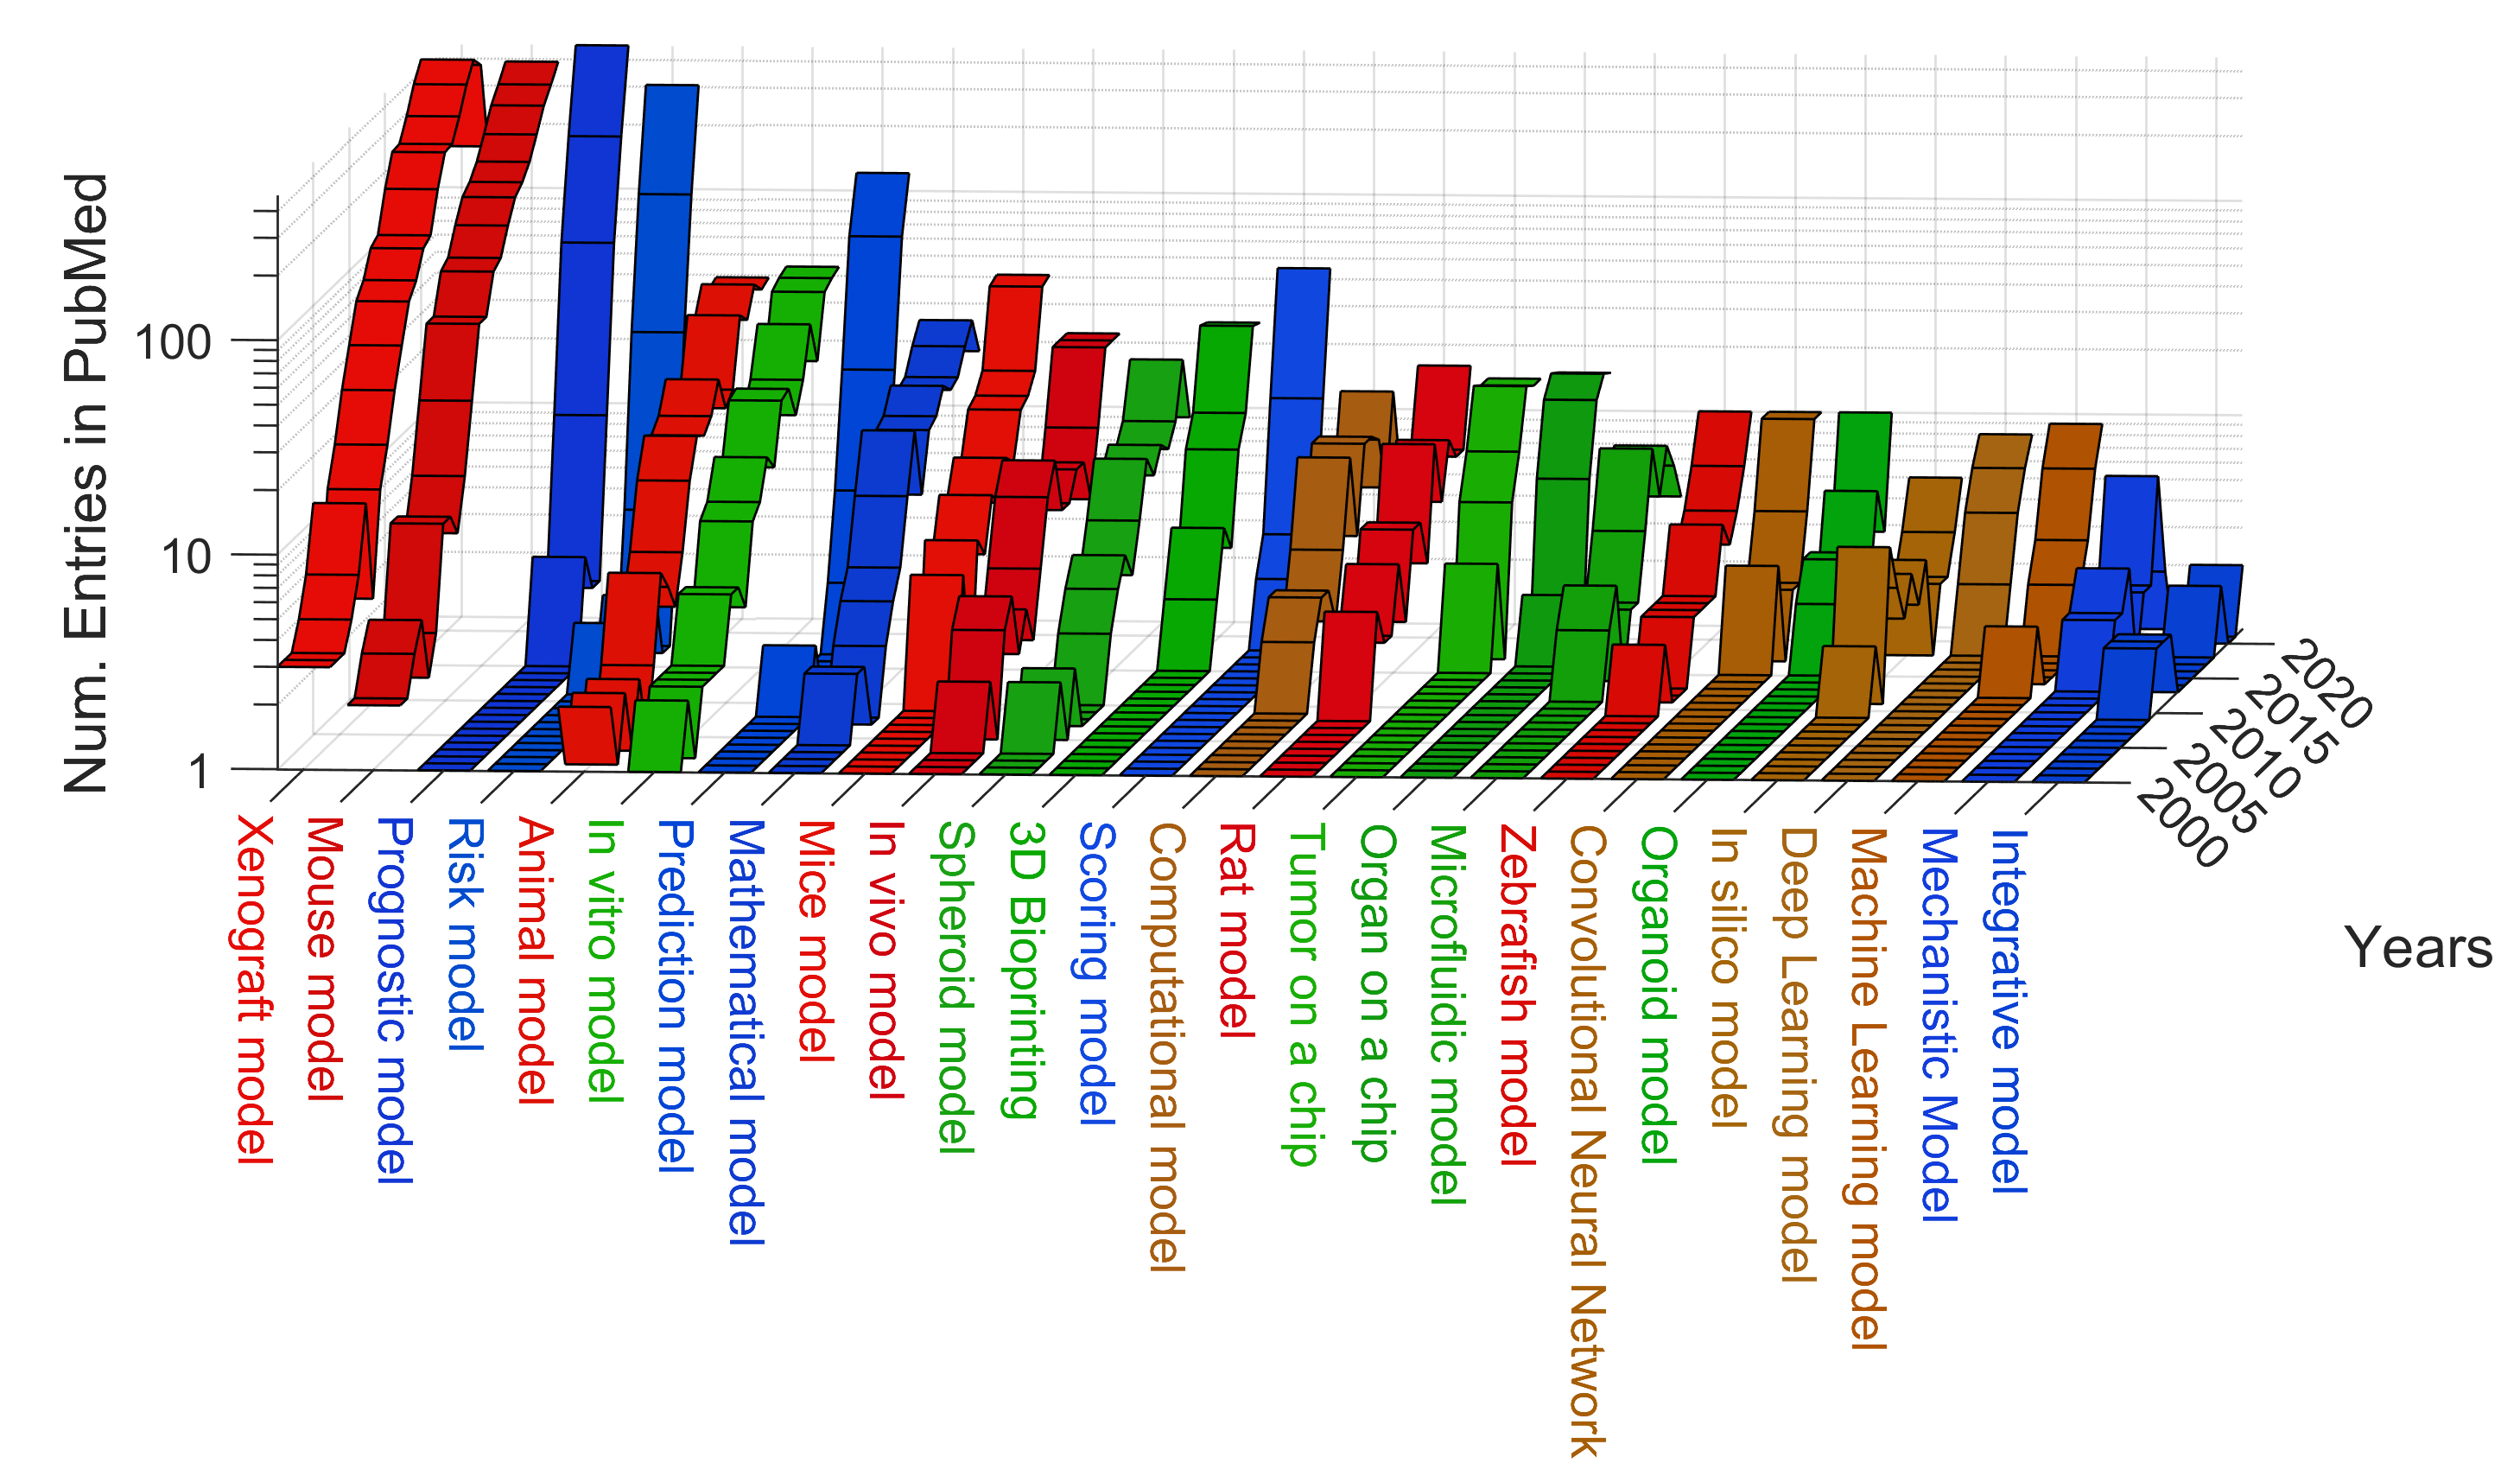 Num. Entries in PubMed
100
10
1
Xenograft model
Mouse model
Prognostic model
Risk model
Animal model
In vitro model
Prediction model
Mathematical model
Mice model
In vivo model
Spheroid model
3D Bioprinting
Scoring model
Computational model
Rat model
Tumor on a chip
Organ on a chip
Microfluidic model
Zebrafish model
Convolutional Neural Network
Organoid model
In silico model
Deep Learning model
Machine Learning model
Mechanistic Model
Integrative model
2000
2005
2010
2015
2020
Years